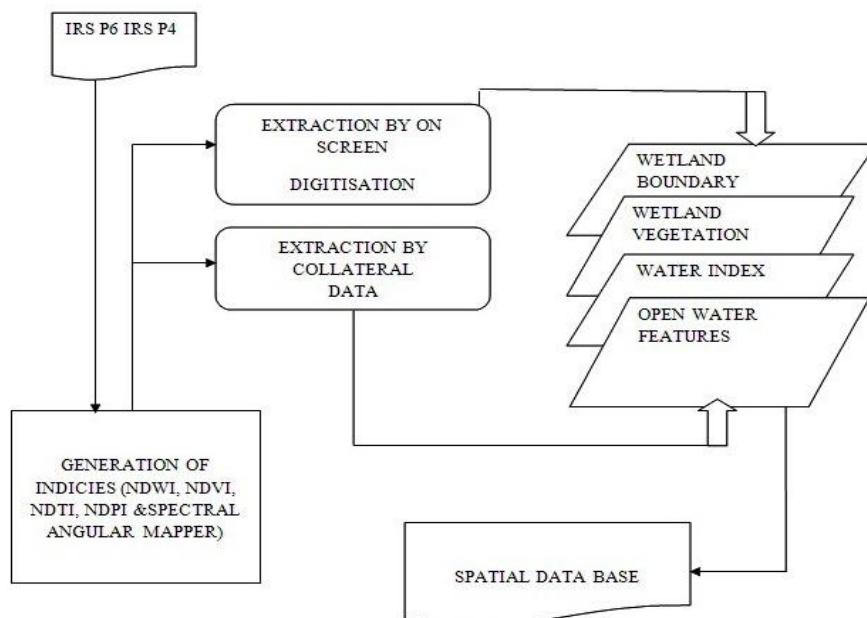 IRS P6 IRS P4
EXTRACTION BY ON
SCREEN
DIGITISATION
EXTRACTION BY
COLLATERAL
DATA
WETLAND
BOUNDARY
WETLAND
VEGETATION
WATER INDEX
OPEN WATER
FEATURES
GENERATION OF
INDICIES (NDWI, NDVI,
NDTI, NDPI &SPECTRAL
ANGULAR MAPPER)
SPATIAL DATA BASE